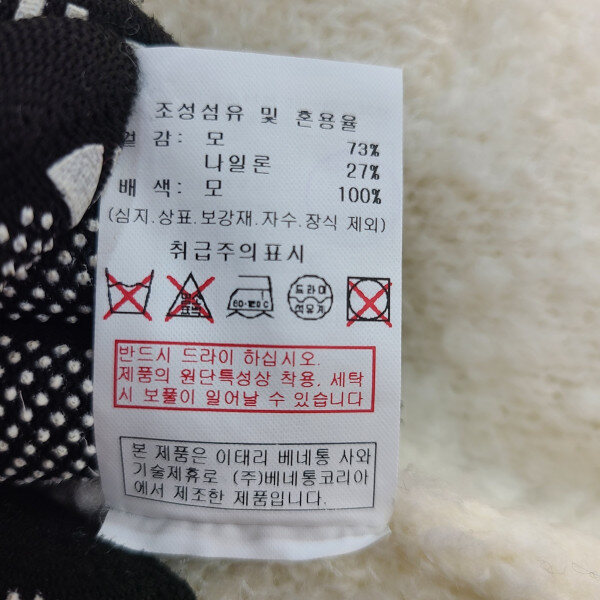 조성섬유 및 혼용율
겉 감: 모 73%
나일론 27%
배 색: 모 100%
(심지.상표.보강재.자수.장식 제외)
취급주의표시
드라이
석유계
반드시 드라이 하십시오.
제품의 원단특성상 착용, 세탁
시 보풀이 일어날 수 있습니다
본 제품은 이태리 베네통 사와
기술제휴로 (주)베네통코리아
에서 제조한 제품입니다.